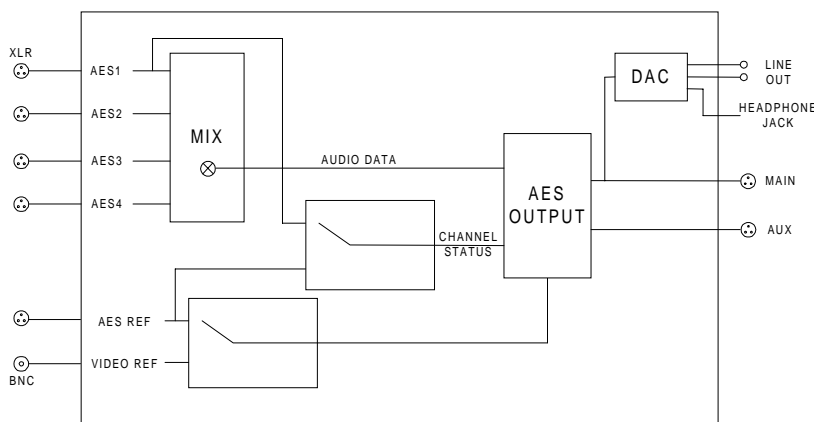 XLR
AES1
AES2
AES3
AES4
MIX
AUDIO DATA
CHANNEL
STATUS
AES
OUTPUT
DAC
LINE
OUT
HEADPHONE
JACK
MAIN
AUX
AES REF
VIDEO REF
BNC